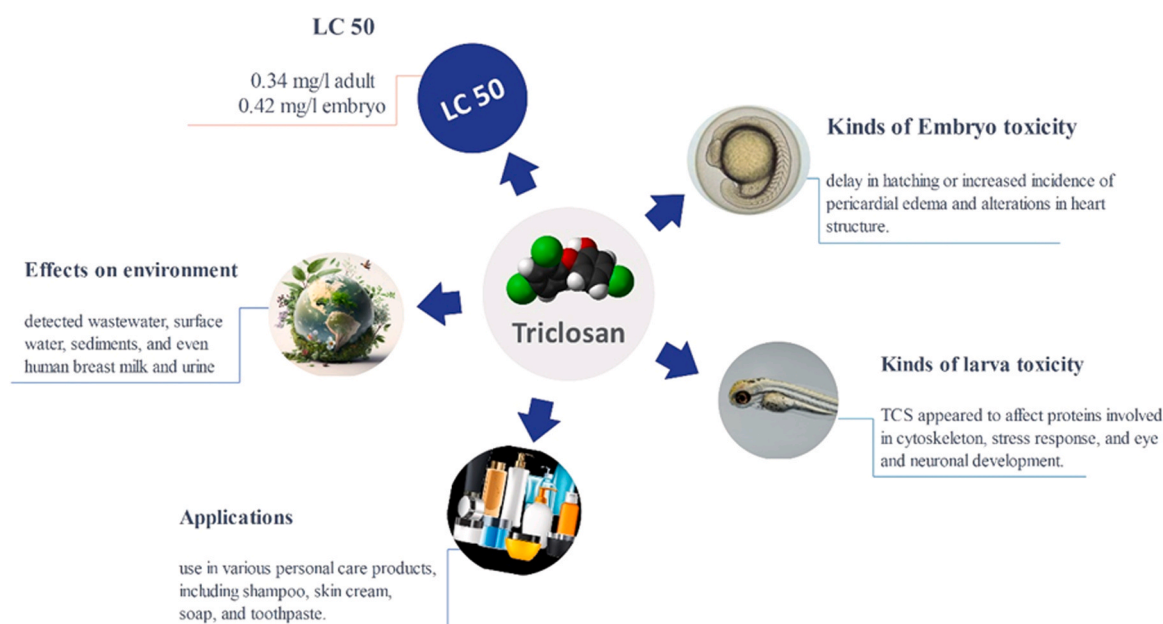 LC 50
0.34 mg/l adult
0.42 mg/l embryo
LC 50
Kinds of Embryo toxicity
delay in hatching or increased incidence of
pericardial edema and alterations in heart
structure.
Effects on environment
detected wastewater, surface
water, sediments, and even
human breast milk and urine
Triclosan
Kinds of larva toxicity
TCS appeared to affect proteins involved
in cytoskeleton, stress response, and eye
and neuronal development.
Applications
use in various personal care products,
including shampoo, skin cream,
soap, and toothpaste.